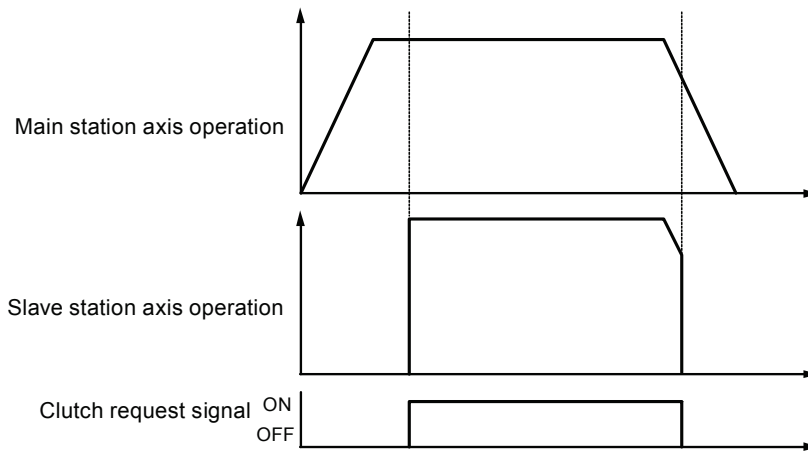 Main station axis operation
Slave station axis operation
Clutch request signal ON
OFF